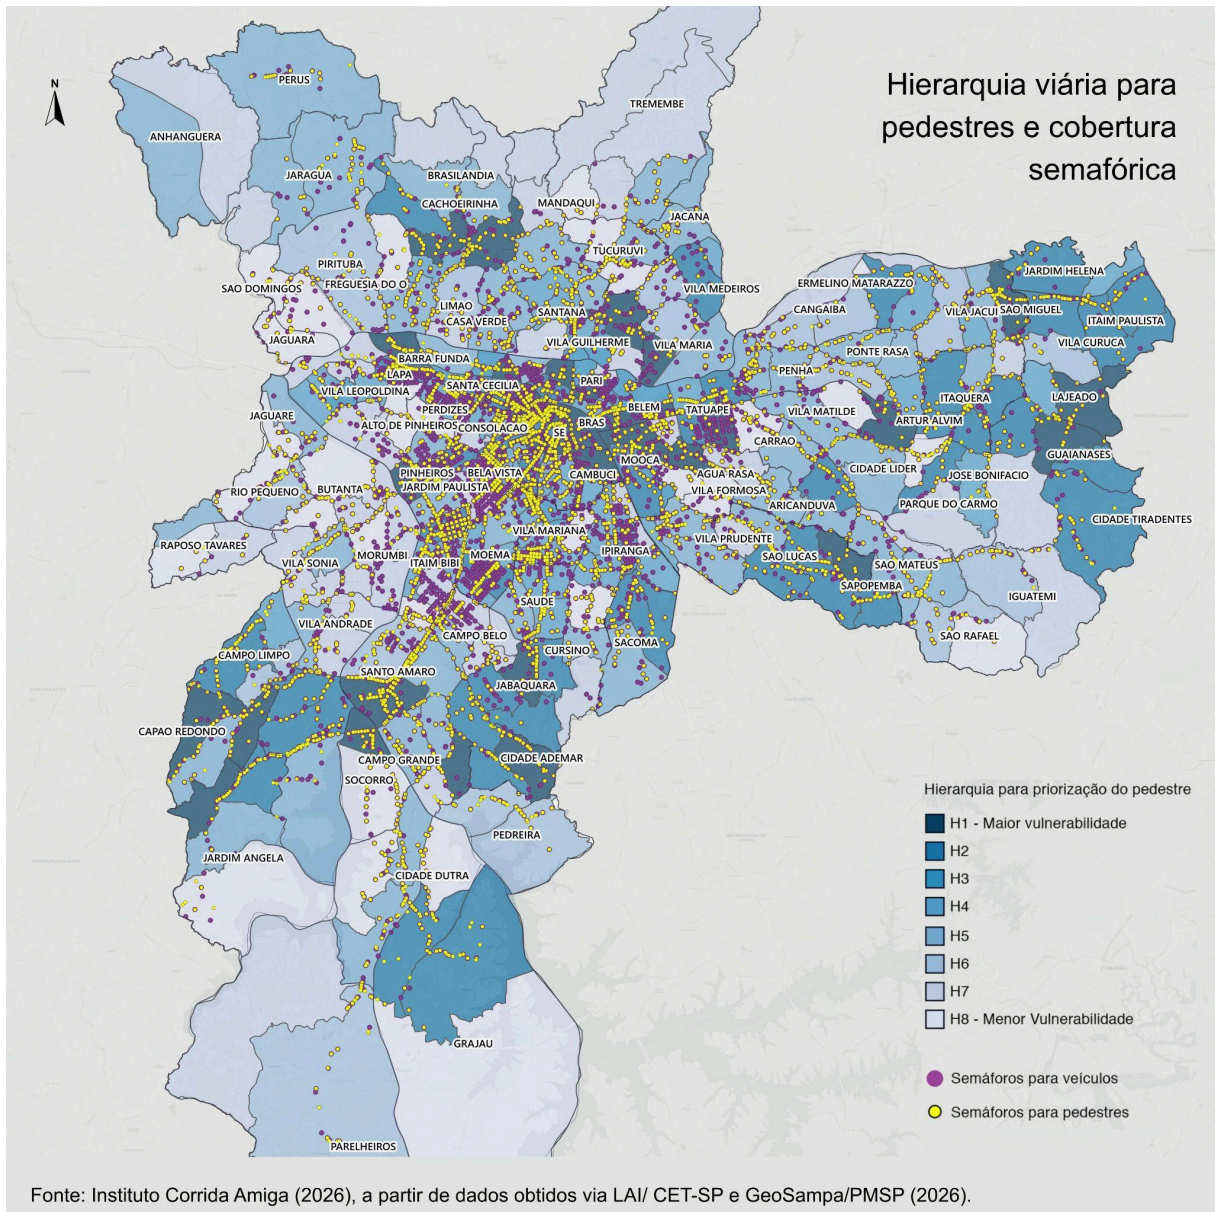 Hierarquia viária para
pedestres e cobertura
semafórica
N
PERUS
TREMEMBE
ANHANGUERA
JARAGUA
BRASILANDIA
CACHOEIRINHA
MANDAQUI
JACANA
TUCURUVI
PIRITUBA
FREGUESIA DO O
SAO DOMINGOS
VILA MEDEIROS
ERMELINO MATARAZZO
JARDIM HELENA
LIMAO
CASA VERDE
SANTANA
CANGAIBA
VILA JACUI
SAO MIGUEL
ITAIM PAULISTA
JAGUARA
VILA GUILHERME
VILA MARIA
PONTE RASA
VILA CURUCA
BARRA FUNDA
LAPA
SANTA CECILIA
PARI
PENHA
VILA LEOPOLDINA
PERDIZES
BELEM
TATUAPE
VILA MATILDE
ITAQUERA
LAJEADO
JAGUARE
ALTO DE PINHEIROS
CONSOLACAO
SE
BRAS
CARRAO
ARTUR ALVIM
MOOCA
GUAIANASES
PINHEIROS
BELA VISTA
CAMBUCI
AGUA RASA
CIDADE LIDER
JOSE BONIFACIO
RIO PEQUENO
BUTANTA
JARDIM PAULISTA
VILA FORMOSA
ARICANDUVA
PARQUE DO CARMO
CIDADE TIRADENTES
VILA MARIANA
VILA PRUDENTE
RAPOSO TAVARES
VILA SONIA
MORUMBI
ITAIM BIBI
MOEMA
IPIRANGA
SAO LUCAS
SAO MATEUS
SAPOPEMBA
IGUATEMI
SAUDE
VILA ANDRADE
CAMPO BELO
CURSINO
SACOMA
SAO RAFAEL
CAMPO LIMPO
SANTO AMARO
JABAQUARA
CAPAO REDONDO
CAMPO GRANDE
CIDADE ADEMAR
SOCORRO
PEDREIRA
JARDIM ANGELA
CIDADE DUTRA
GRAJAU
PARELHEIROS
Hierarquia para priorização do pedestre
H1 - Maior vulnerabilidade
H2
H3
H4
H5
H6
H7
H8 - Menor Vulnerabilidade
Semáforos para veículos
Semáforos para pedestres
Fonte: Instituto Corrida Amiga (2026), a partir de dados obtidos via LAI/ CET-SP e GeoSampa/PMSP (2026).